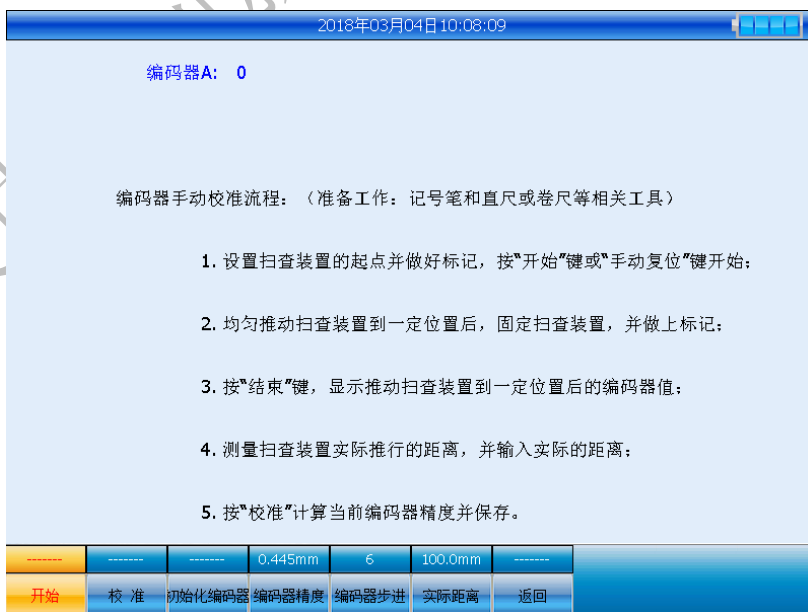 2018年03月04日10:08:09
编码器A: 0
编码器手动校准流程：（准备工作：记号笔和直尺或卷尺等相关工具）
1. 设置扫查装置的起点并做好标记，按“开始”键或“手动复位”键开始；
2. 均匀推动扫查装置到一定位置后，固定扫查装置，并做上标记；
3. 按“结束”键，显示推动扫查装置到一定位置后的编码器值；
4. 测量扫查装置实际推行的距离，并输入实际的距离；
5. 按“校准”计算当前编码器精度并保存。
------- ------- ------- 0.445mm 6 100.0mm -------
开始 校 准 初始化编码器 编码器精度 编码器步进 实际距离 返回